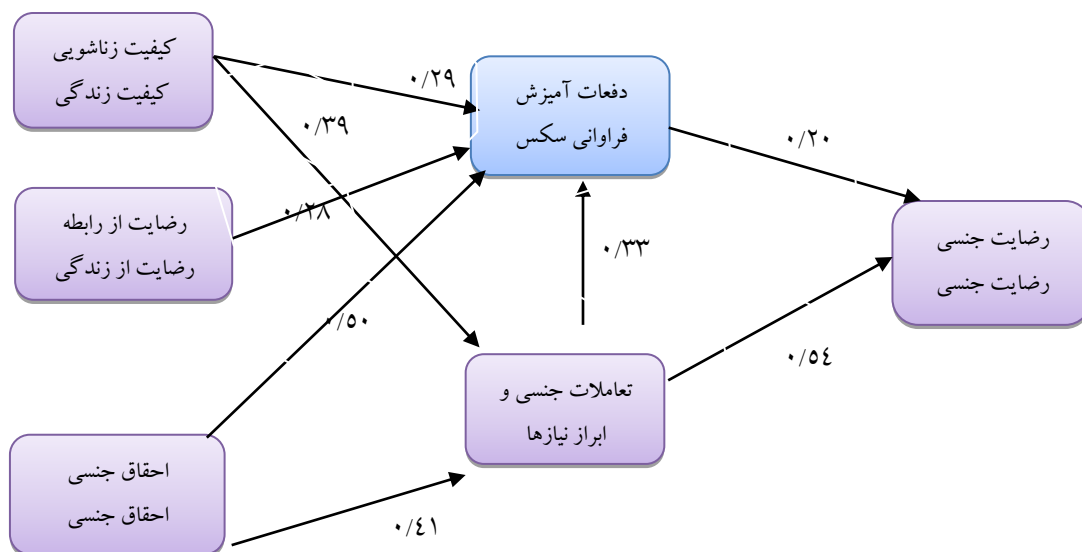 کیفیت زناشویی
کیفیت زندگی
رضایت از رابطه
رضایت از زندگی
احقاق جنسی
احقاق جنسی
دفعات آمیزش
فراوانی سکس
تعاملات جنسی و
ابراز نیازها
رضایت جنسی
رضایت جنسی
۰/۲۹
۰/۳۹
۰/۲۸
۰/۵۰
۰/٤۱
۰/۳۳
۰/۲۰
۰/٥٤